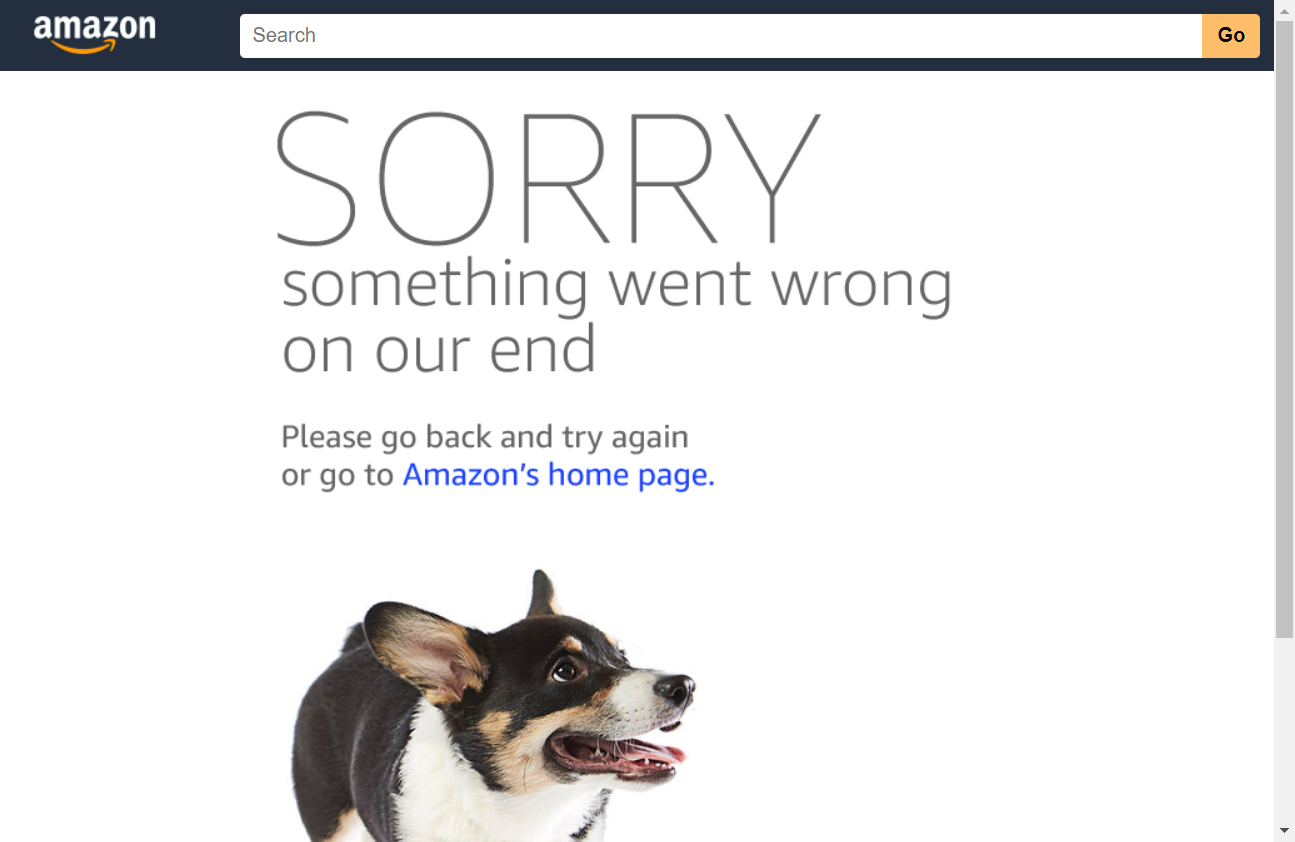 amazon
Search
Go
SORRY
something went wrong
on our end
Please go back and try again
or go to Amazon's home page.